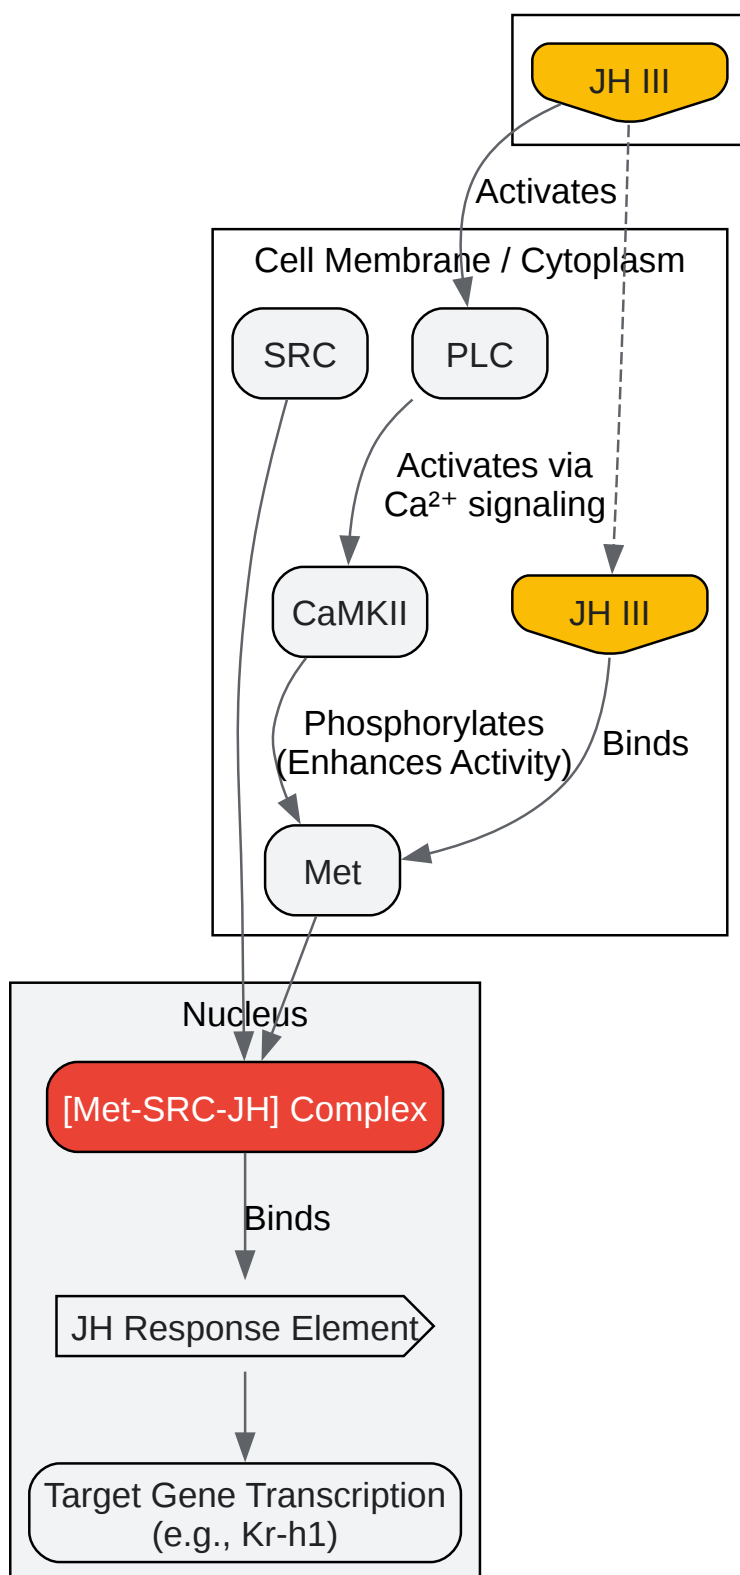 JH III
Activates
Cell Membrane / Cytoplasm
SRC
PLC
Activates via
Ca²⁺ signaling
CaMKII
JH III
Phosphorylates
(Enhances Activity)
Binds
Met
Nucleus
[Met-SRC-JH] Complex
Binds
JH Response Element
Target Gene Transcription
(e.g., Kr-h1)